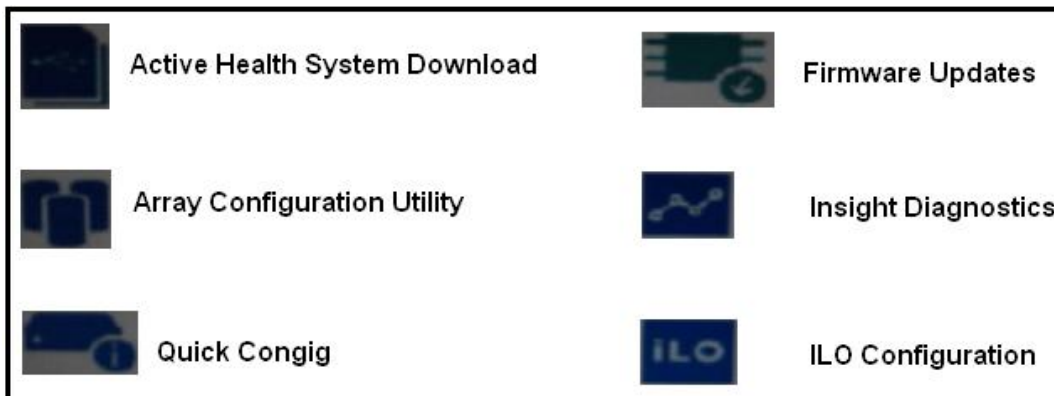 Active Health System Download
Firmware Updates
Array Configuration Utility
Insight Diagnostics
Quick Congig
iLO
ILO Configuration